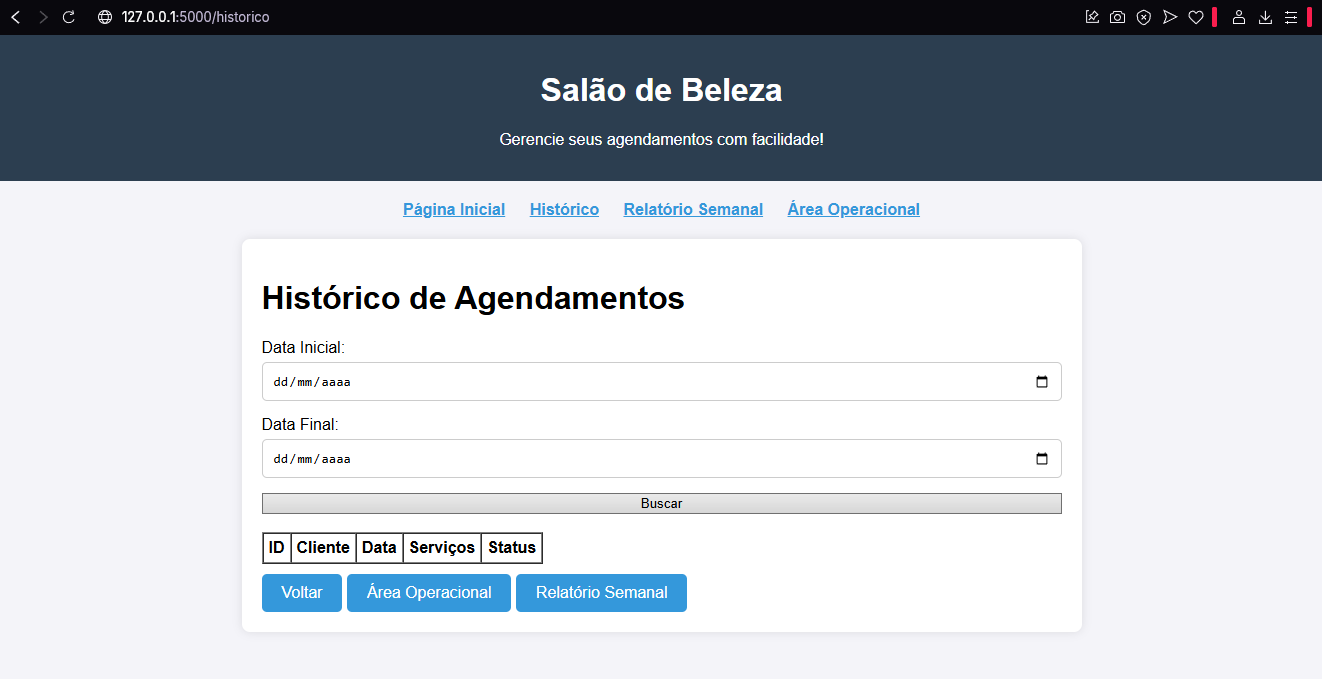 127.0.0.1:5000/historico
Salão de Beleza
Gerencie seus agendamentos com facilidade!
Página Inicial Histórico Relatório Semanal Área Operacional
Histórico de Agendamentos
Data Inicial:
dd/mm/aaaa
Data Final:
dd/mm/aaaa
Buscar
ID Cliente Data Serviços Status
Voltar Área Operacional Relatório Semanal